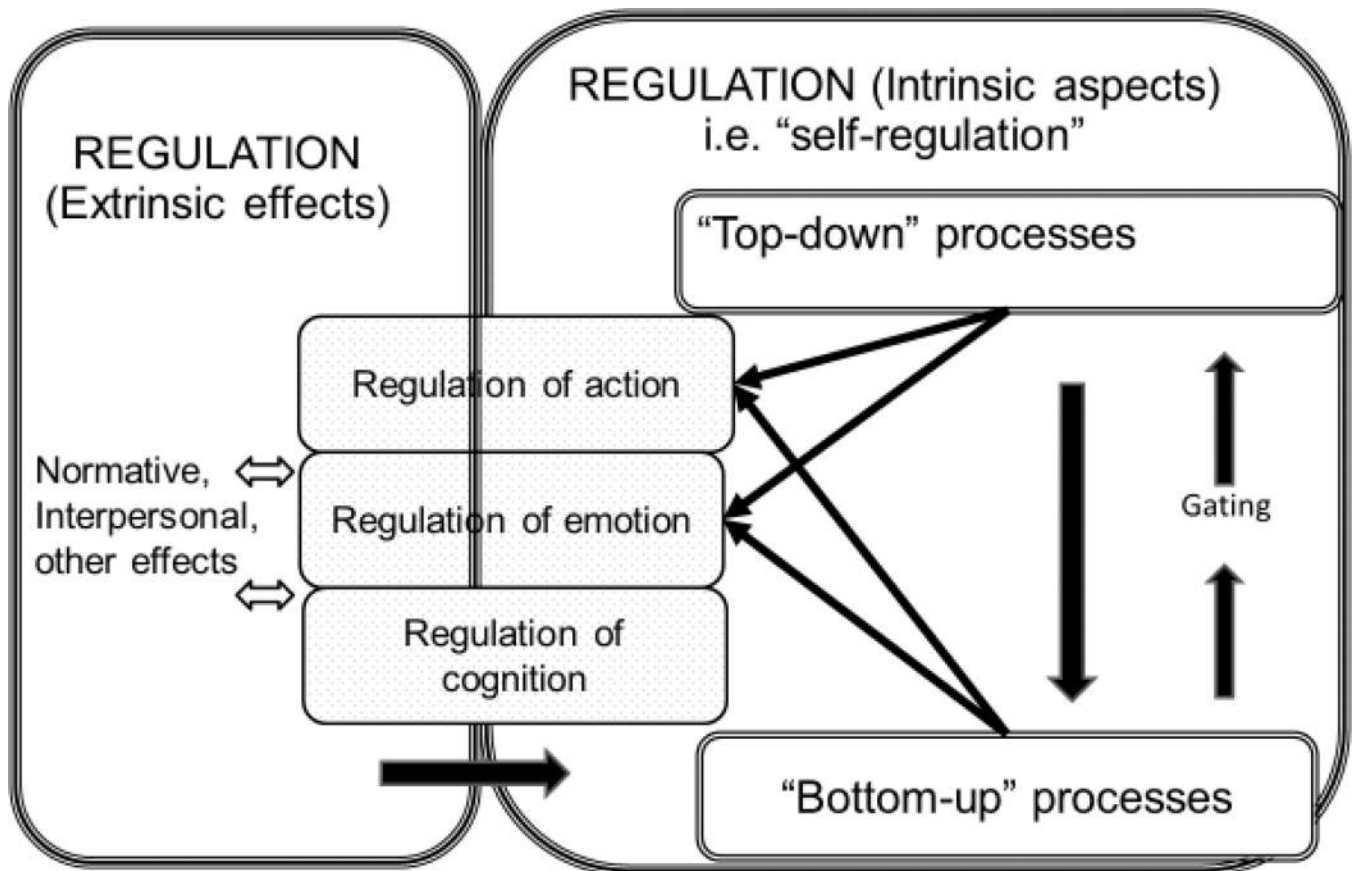 REGULATION
(Extrinsic effects)
REGULATION (Intrinsic aspects)
i.e. “self-regulation”
“Top-down” processes
Regulation of action
Regulation of emotion
Regulation of
cognition
Normative,
Interpersonal,
other effects
Gating
“Bottom-up” processes